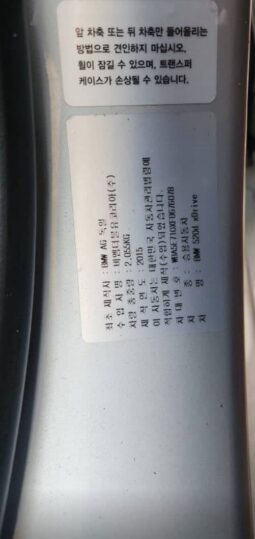 앞 차축 또는 뒤 차축만 들어올리는
방법으로 견인하지 마십시오.
휠이 잠길 수 있으며, 트랜스퍼
케이스가 손상될 수 있습니다.
최초 제작사 : BMW AG 독일
수 입 사 명 : 비엠더블유코리아(주)
차량 총중량 : 2,055KG
제 작 연 도 : 2015
이 자동차는 대한민국 자동차관리법령에
적합하게 제작(수입)되었습니다.
차 대 번 호 :
차 종 : 승용자동차
차 명 : BMW 520d xDrive